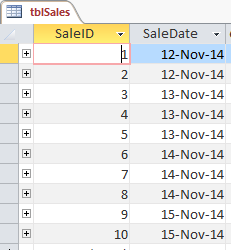 tblSales
SaleID SaleDate
1 12-Nov-14
2 12-Nov-14
3 13-Nov-14
4 13-Nov-14
5 13-Nov-14
6 14-Nov-14
7 14-Nov-14
8 14-Nov-14
9 15-Nov-14
10 15-Nov-14